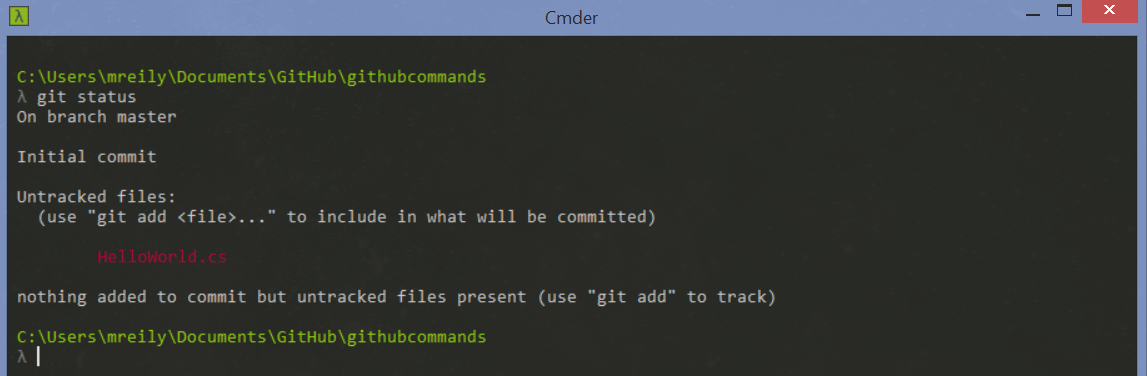 λ
Cmder
C:\Users\mreily\Documents\GitHub\githubcommands
λ git status
On branch master
Initial commit
Untracked files:
(use "git add <file>..." to include in what will be committed)
HelloWorld.cs
nothing added to commit but untracked files present (use "git add" to track)
C:\Users\mreily\Documents\GitHub\githubcommands
λ